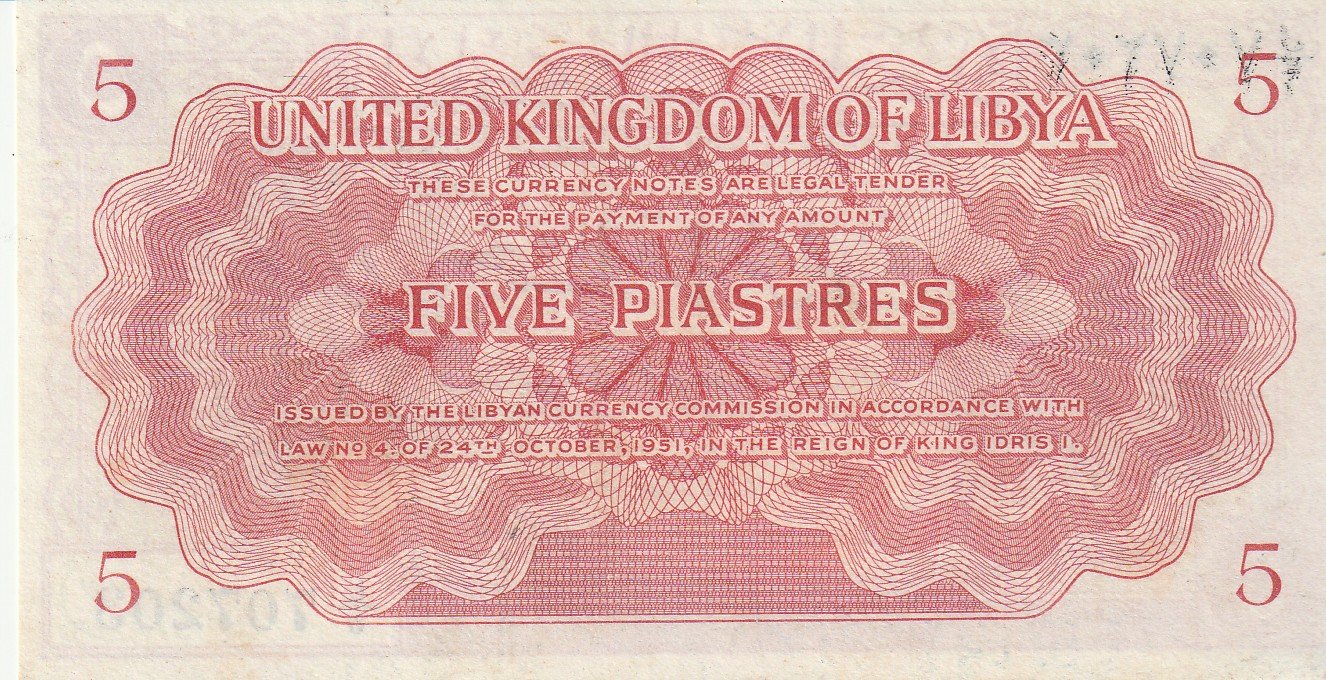 5 5
UNITED KINGDOM OF LIBYA
THESE CURRENCY NOTES ARE LEGAL TENDER
FOR THE PAYMENT OF ANY AMOUNT
FIVE PIASTRES
ISSUED BY THE LIBYAN CURRENCY COMMISSION IN ACCORDANCE WITH
LAW Nº 4. OF 24TH OCTOBER, 1951, IN THE REIGN OF KING IDRIS I.
5 5